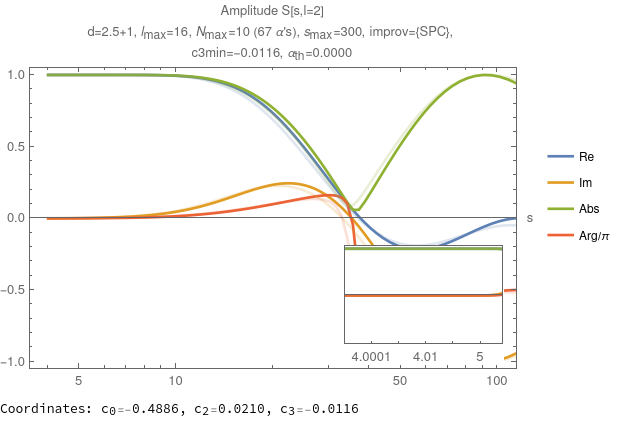 Amplitude S[s,l=2]
d=2.5+1, lmax=16, Nmax=10 (67 α's), smax=300, improv={SPC},
c3min=-0.0116, αth=0.0000
1.0
0.5
0.0
-0.5
-1.0
s
Re
Im
Abs
Arg/π
4.0001 4.01 5
5 10 50 100
Coordinates: c0=-0.4886, c2=0.0210, c3=-0.0116